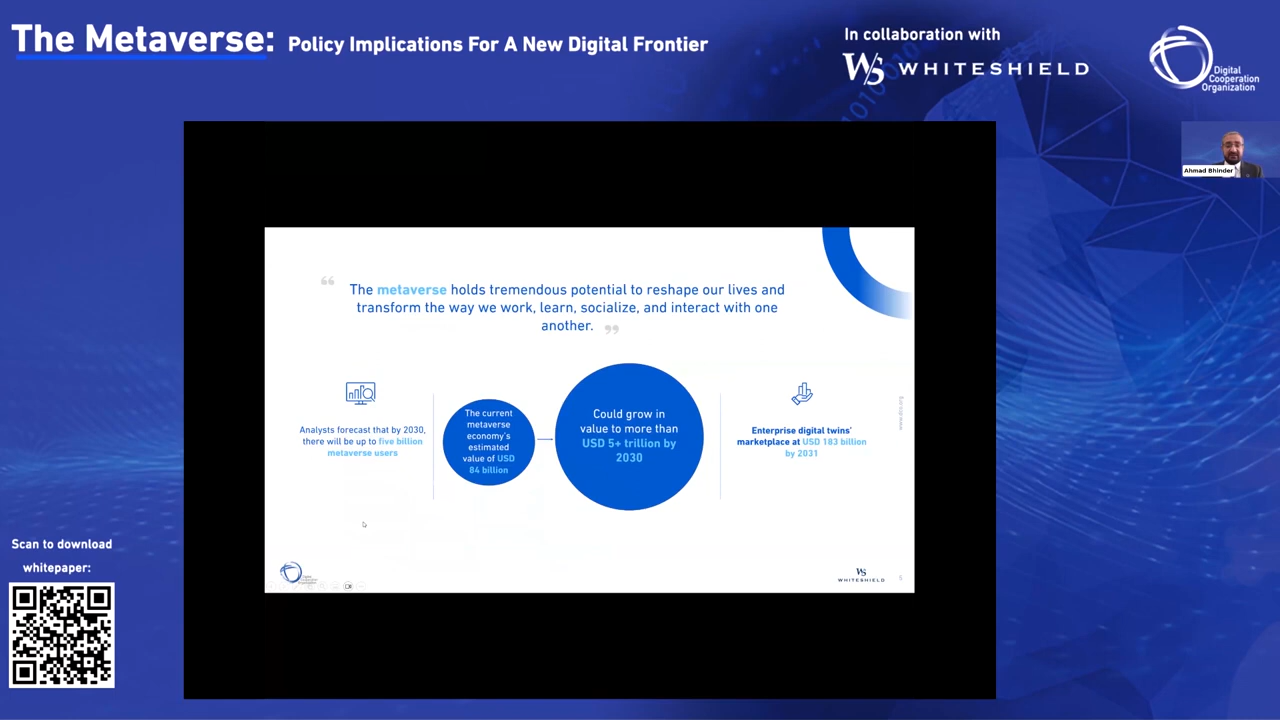 The Metaverse: Policy Implications For A New Digital Frontier
In collaboration with
WS WHITESHIELD
Digital
Cooperation
Organization
Ahmad Bhinder
“ The metaverse holds tremendous potential to reshape our lives and
transform the way we work, learn, socialize, and interact with one
another. ”
Analysts forecast that by 2030,
there will be up to five billion
metaverse users
The current
metaverse
economy's
estimated
value of USD
84 billion
Could grow in
value to more than
USD 5+ trillion by
2030
Enterprise digital twins'
marketplace at USD 183 billion
by 2031
WS
WHITESHIELD
Scan to download
whitepaper: